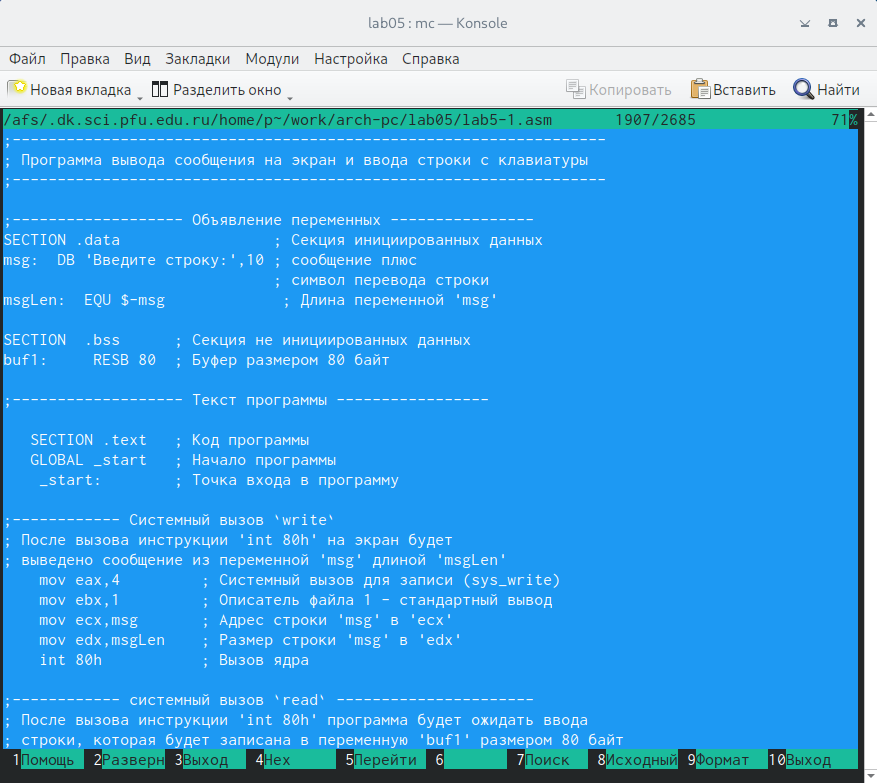 lab05 : mc — Konsole
Файл Правка Вид Закладки Модули Настройка Справка
Новая вкладка Разделить окно Копировать Вставить Найти
/afs/.dk.sci.pfu.edu.ru/home/p~/work/arch-pc/lab05/lab5-1.asm 1907/2685 71%
;------------------------------------------------------------------
; Программа вывода сообщения на экран и ввода строки с клавиатуры
;------------------------------------------------------------------
;------------------- Объявление переменных ----------------
SECTION .data ; Секция инициированных данных
msg: DB 'Введите строку:',10 ; сообщение плюс
; символ перевода строки
msgLen: EQU $-msg ; Длина переменной 'msg'
SECTION .bss ; Секция не инициированных данных
buf1: RESB 80 ; Буфер размером 80 байт
;------------------- Текст программы -----------------
SECTION .text ; Код программы
GLOBAL _start ; Начало программы
_start: ; Точка входа в программу
;------------ Системный вызов `write`
; После вызова инструкции 'int 80h' на экран будет
; выведено сообщение из переменной 'msg' длиной 'msgLen'
mov eax,4 ; Системный вызов для записи (sys_write)
mov ebx,1 ; Описатель файла 1 - стандартный вывод
mov ecx,msg ; Адрес строки 'msg' в 'ecx'
mov edx,msgLen ; Размер строки 'msg' в 'edx'
int 80h ; Вызов ядра
;------------ системный вызов `read` ----------------------
; После вызова инструкции 'int 80h' программа будет ожидать ввода
; строки, которая будет записана в переменную 'buf1' размером 80 байт
1Помощь 2Разверн 3Выход 4Hex 5Перейти 6 7Поиск 8Исходный 9Формат 10Выход